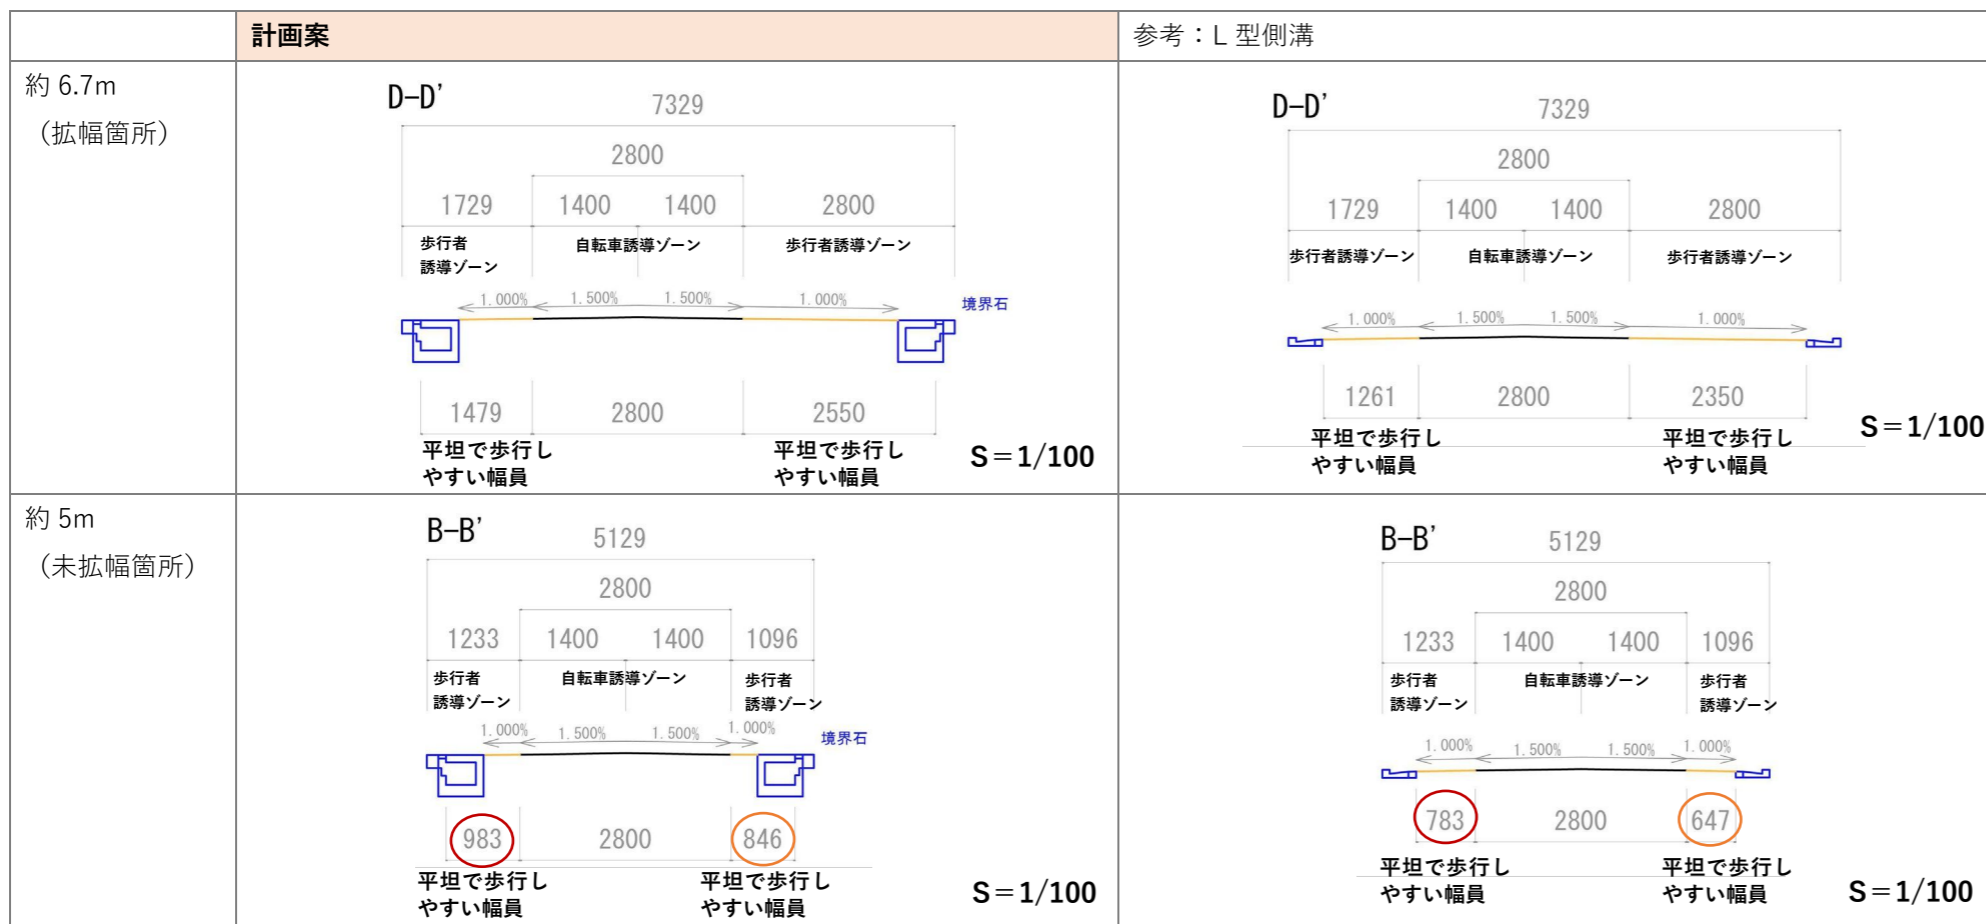 計画案
参考：L 型側溝
約 6.7m
（拡幅箇所）
D–D’
7329
2800
1729 1400 1400 2800
歩行者
誘導ゾーン
自転車誘導ゾーン
歩行者誘導ゾーン
1.000% 1.500% 1.500% 1.000%
境界石
1479 2800 2550
平坦で歩行し
やすい幅員
平坦で歩行し
やすい幅員
S＝1/100
D–D’
7329
2800
1729 1400 1400 2800
歩行者誘導ゾーン 自転車誘導ゾーン 歩行者誘導ゾーン
1.000% 1.500% 1.500% 1.000%
1261 2800 2350
平坦で歩行し
やすい幅員
平坦で歩行し
やすい幅員
S＝1/100
約 5m
（未拡幅箇所）
B–B’
5129
2800
1233 1400 1400 1096
歩行者
誘導ゾーン
自転車誘導ゾーン
歩行者
誘導ゾーン
1.000% 1.500% 1.500% 1.000%
境界石
983 2800 846
平坦で歩行し
やすい幅員
平坦で歩行し
やすい幅員
S＝1/100
B–B’
5129
2800
1233 1400 1400 1096
歩行者
誘導ゾーン
自転車誘導ゾーン
歩行者
誘導ゾーン
1.000% 1.500% 1.500% 1.000%
783 2800 647
平坦で歩行し
やすい幅員
平坦で歩行し
やすい幅員
S＝1/100